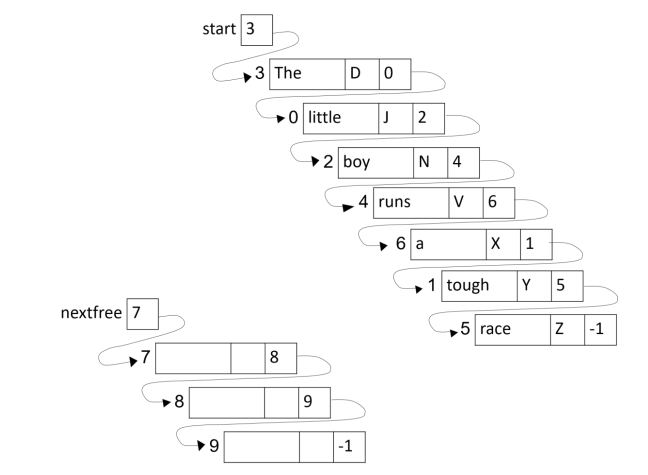 start 3
3 The D 0
0 little J 2
2 boy N 4
4 runs V 6
6 a X 1
1 tough Y 5
nextfree 7
5 race Z -1
7 8
8 9
9 -1